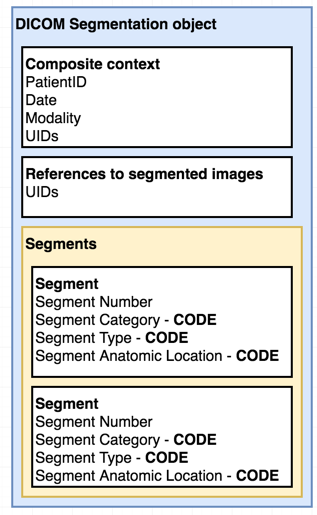 DICOM Segmentation object
Composite context
PatientID
Date
Modality
UIDs
References to segmented images
UIDs
Segments
Segment
Segment Number
Segment Category - CODE
Segment Type - CODE
Segment Anatomic Location - CODE
Segment
Segment Number
Segment Category - CODE
Segment Type - CODE
Segment Anatomic Location - CODE